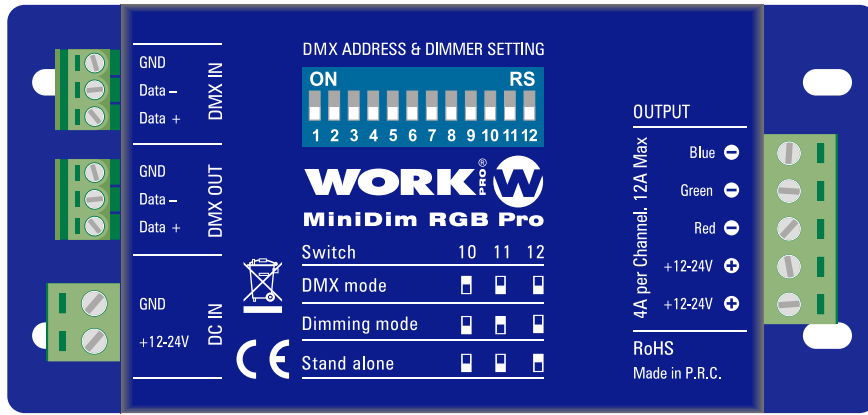 DMX ADDRESS & DIMMER SETTING
ON RS
1 2 3 4 5 6 7 8 9 10 11 12
GND
Data –
Data +
DMX IN
GND
Data –
Data +
DMX OUT
GND
+12-24V
DC IN
WORK PRO ® W
MiniDim RGB Pro
Switch 10 11 12
DMX mode
Dimming mode
Stand alone
CE
OUTPUT
4A per Channel. 12A Max
Blue –
Green –
Red –
+12-24V +
+12-24V +
RoHS
Made in P.R.C.